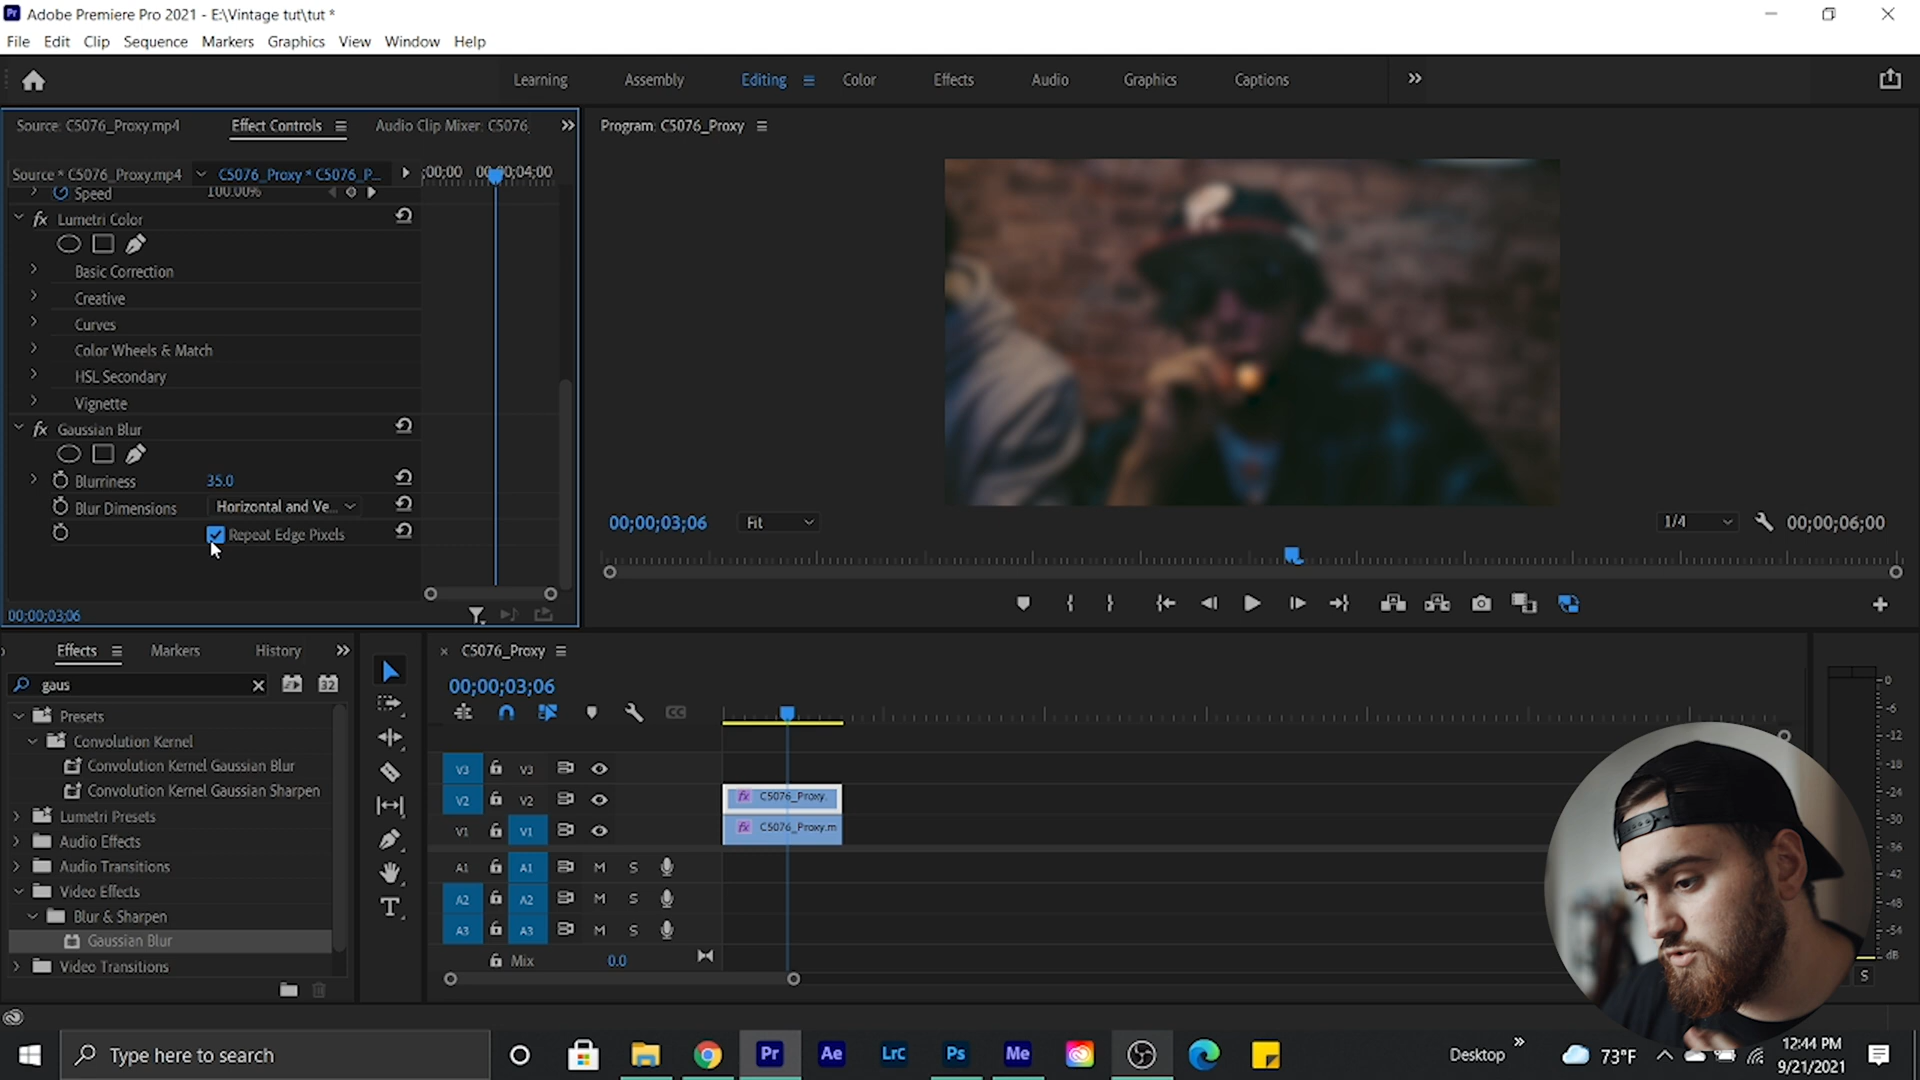 Pr Adobe Premiere Pro 2021 - E:\Vintage tut\tut *
File Edit Clip Sequence Markers Graphics View Window Help
Learning Assembly Editing Color Effects Audio Graphics Captions
Source: C5076_Proxy.mp4 Effect Controls Audio Clip Mixer: C5076_
Program: C5076_Proxy
Source * C5076_Proxy.mp4 C5076_Proxy * C5076_P... ;00;00 00;00;04;00
Speed 100.00%
fx Lumetri Color
Basic Correction
Creative
Curves
Color Wheels & Match
HSL Secondary
Vignette
fx Gaussian Blur
Blurriness 35.0
Blur Dimensions Horizontal and Ve...
Repeat Edge Pixels
00;00;03;06
00;00;03;06 Fit 1/4 00;00;06;00
Effects Markers History
gaus 32
Presets
Convolution Kernel
Convolution Kernel Gaussian Blur
Convolution Kernel Gaussian Sharpen
Lumetri Presets
Audio Effects
Audio Transitions
Video Effects
Blur & Sharpen
Gaussian Blur
Video Transitions
T
× C5076_Proxy
00;00;03;06
CC
V3 V3
V2 V2 fx C5076_Proxy.
V1 V1 fx C5076_Proxy.m
A1 A1 M S
A2 A2 M S
A3 A3 M S
Mix 0.0
0
-6
-12
-18
-24
-30
-36
-42
-48
-54
dB
S
Type here to search
Pr Ae Lrc Ps Me
Desktop 73°F 12:44 PM
9/21/2021